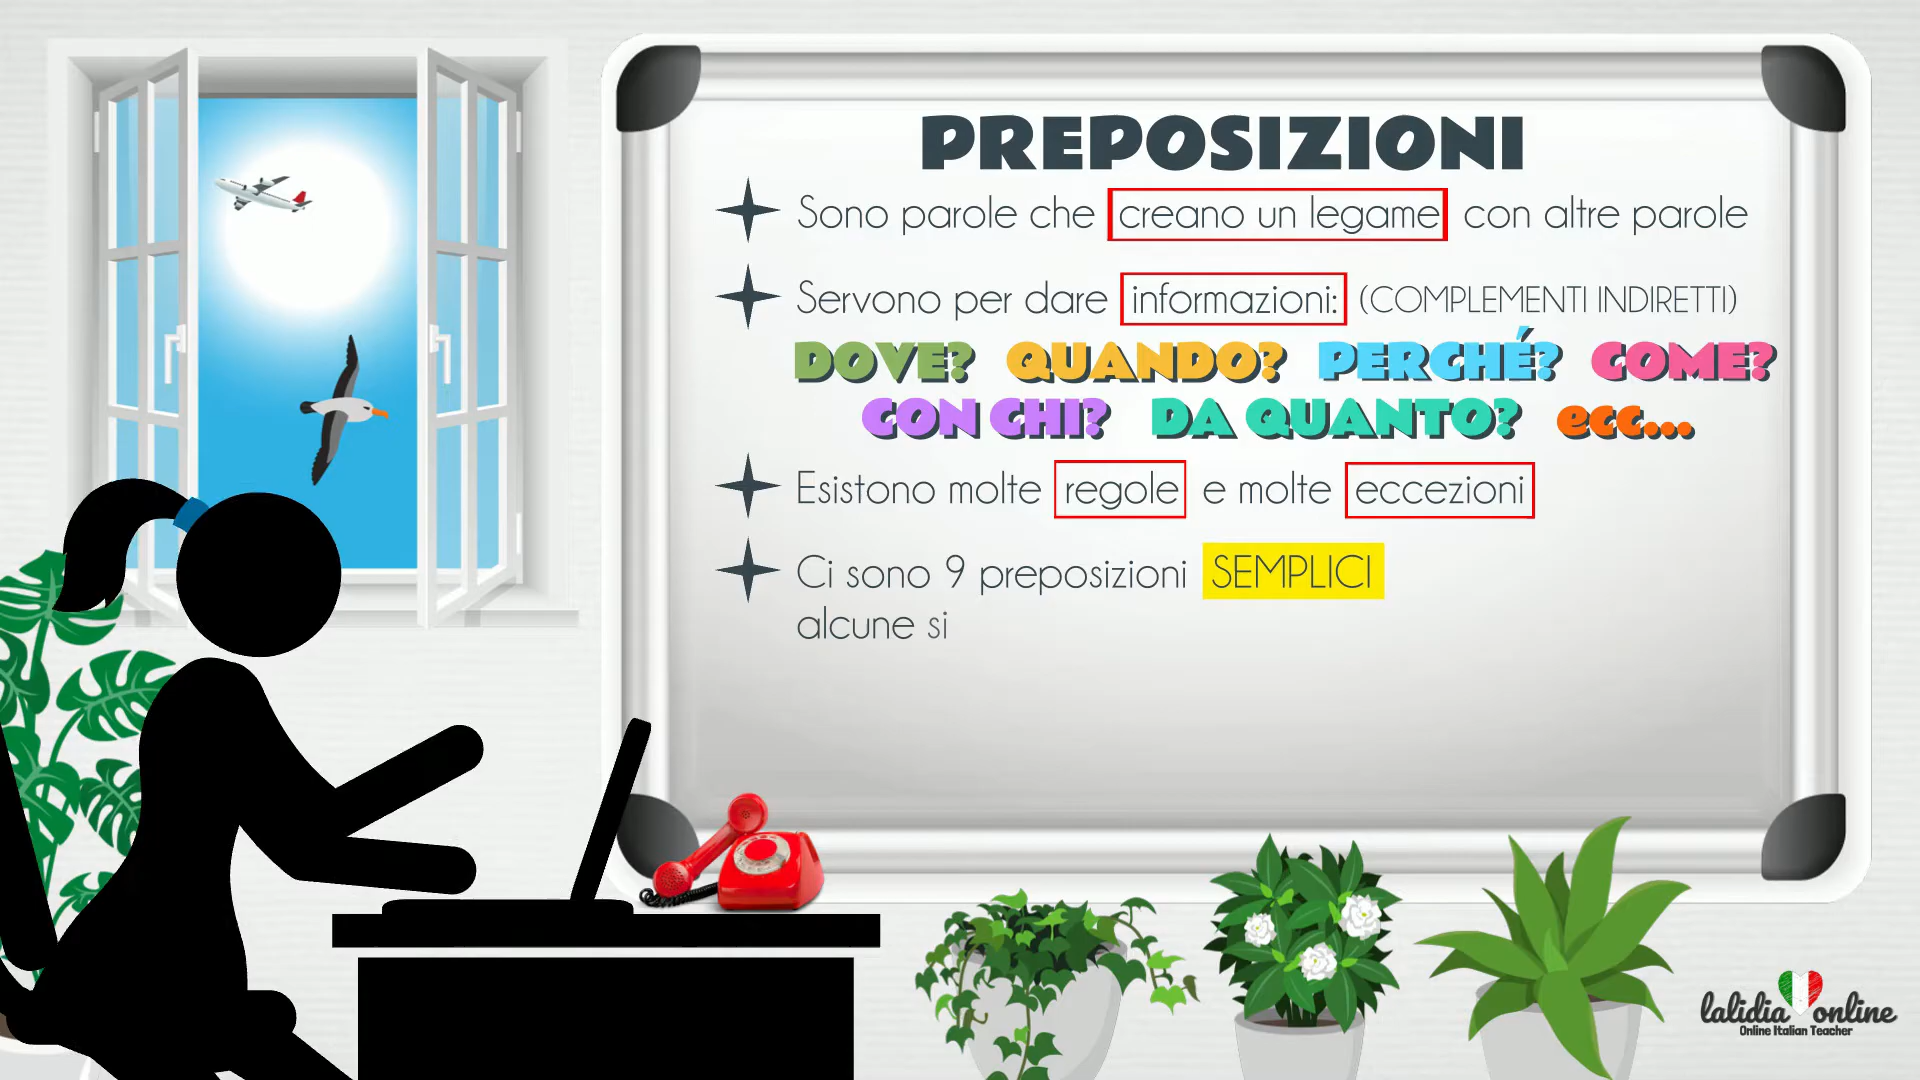 PREPOSIZIONI
Sono parole che creano un legame con altre parole
Servono per dare informazioni: (COMPLEMENTI INDIRETTI)
DOVE? QUANDO? PERCHÉ? COME?
CON CHI? DA QUANTO? ecc...
Esistono molte regole e molte eccezioni
Ci sono 9 preposizioni SEMPLICI
alcune si
lalidia online
Online Italian Teacher